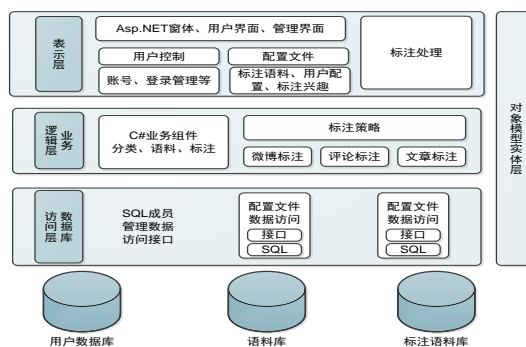 Asp.NET窗体、用户界面、管理界面
表示层
用户控制
配置文件
标注处理
账号、登录管理等
标注语料、用户配
置、标注兴趣
对象模型实体层
业务
逻辑层
C#业务组件
分类、语料、标注
标注策略
微博标注
评论标注
文章标注
数据库
访问层
SQL成员
管理数据
访问接口
配置文件
数据访问
接口
SQL
配置文件
数据访问
接口
SQL
用户数据库
语料库
标注语料库